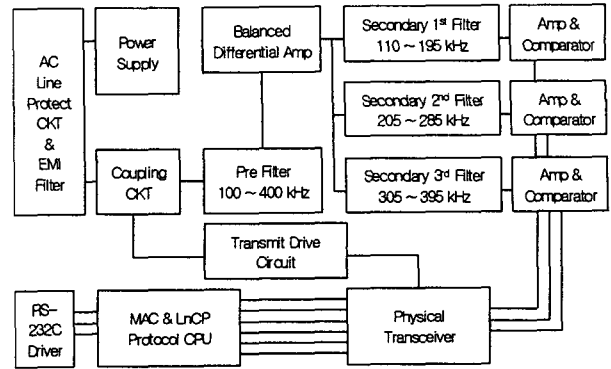 AC
Line
Protect
CKT
&
EMI
Filter
Power
Supply
Balanced
Differential Amp
Secondary 1st Filter
110 ~ 195 kHz
Amp &
Comparator
Secondary 2nd Filter
205 ~ 285 kHz
Amp &
Comparator
Coupling
CKT
Pre Filter
100 ~ 400 kHz
Secondary 3rd Filter
305 ~ 395 kHz
Amp &
Comparator
Transmit Drive
Circuit
RS-
232C
Driver
MAC & LnCP
Protocol CPU
Physical
Transceiver